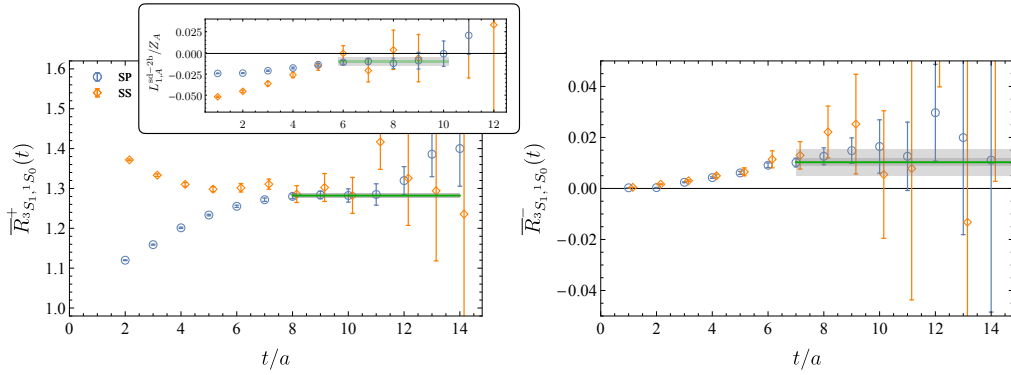 0.025
0.000
-0.025
-0.050
L_{1,A}^{sd-2b}/Z_A
2 4 6 8 10 12
SP
SS
1.6
1.5
1.4
1.3
1.2
1.1
1.0
\overline{R}^+_{^3S_1,^1S_0}(t)
0 2 4 6 8 10 12 14
t/a
0.04
0.02
0.00
-0.02
-0.04
\overline{R}^-_{^3S_1,^1S_0}(t)
0 2 4 6 8 10 12 14
t/a